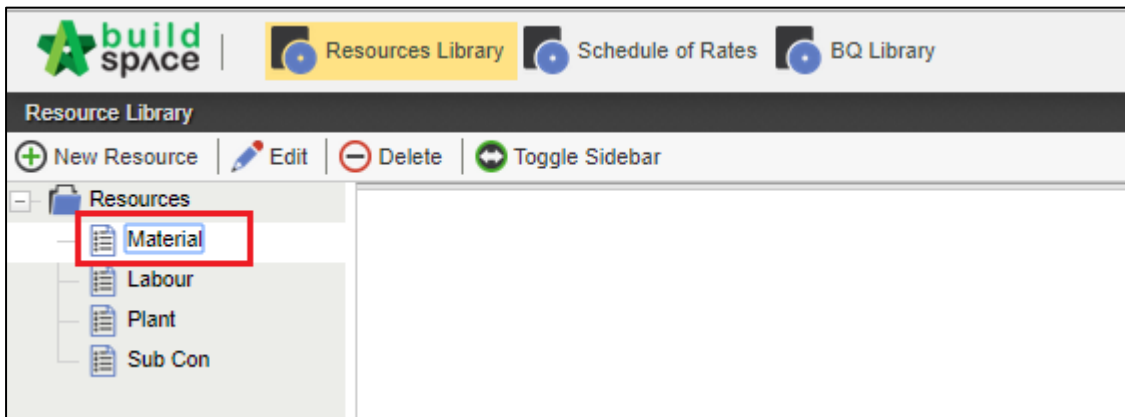 build
space
Resources Library Schedule of Rates BQ Library
Resource Library
New Resource Edit Delete Toggle Sidebar
Resources
Material
Labour
Plant
Sub Con